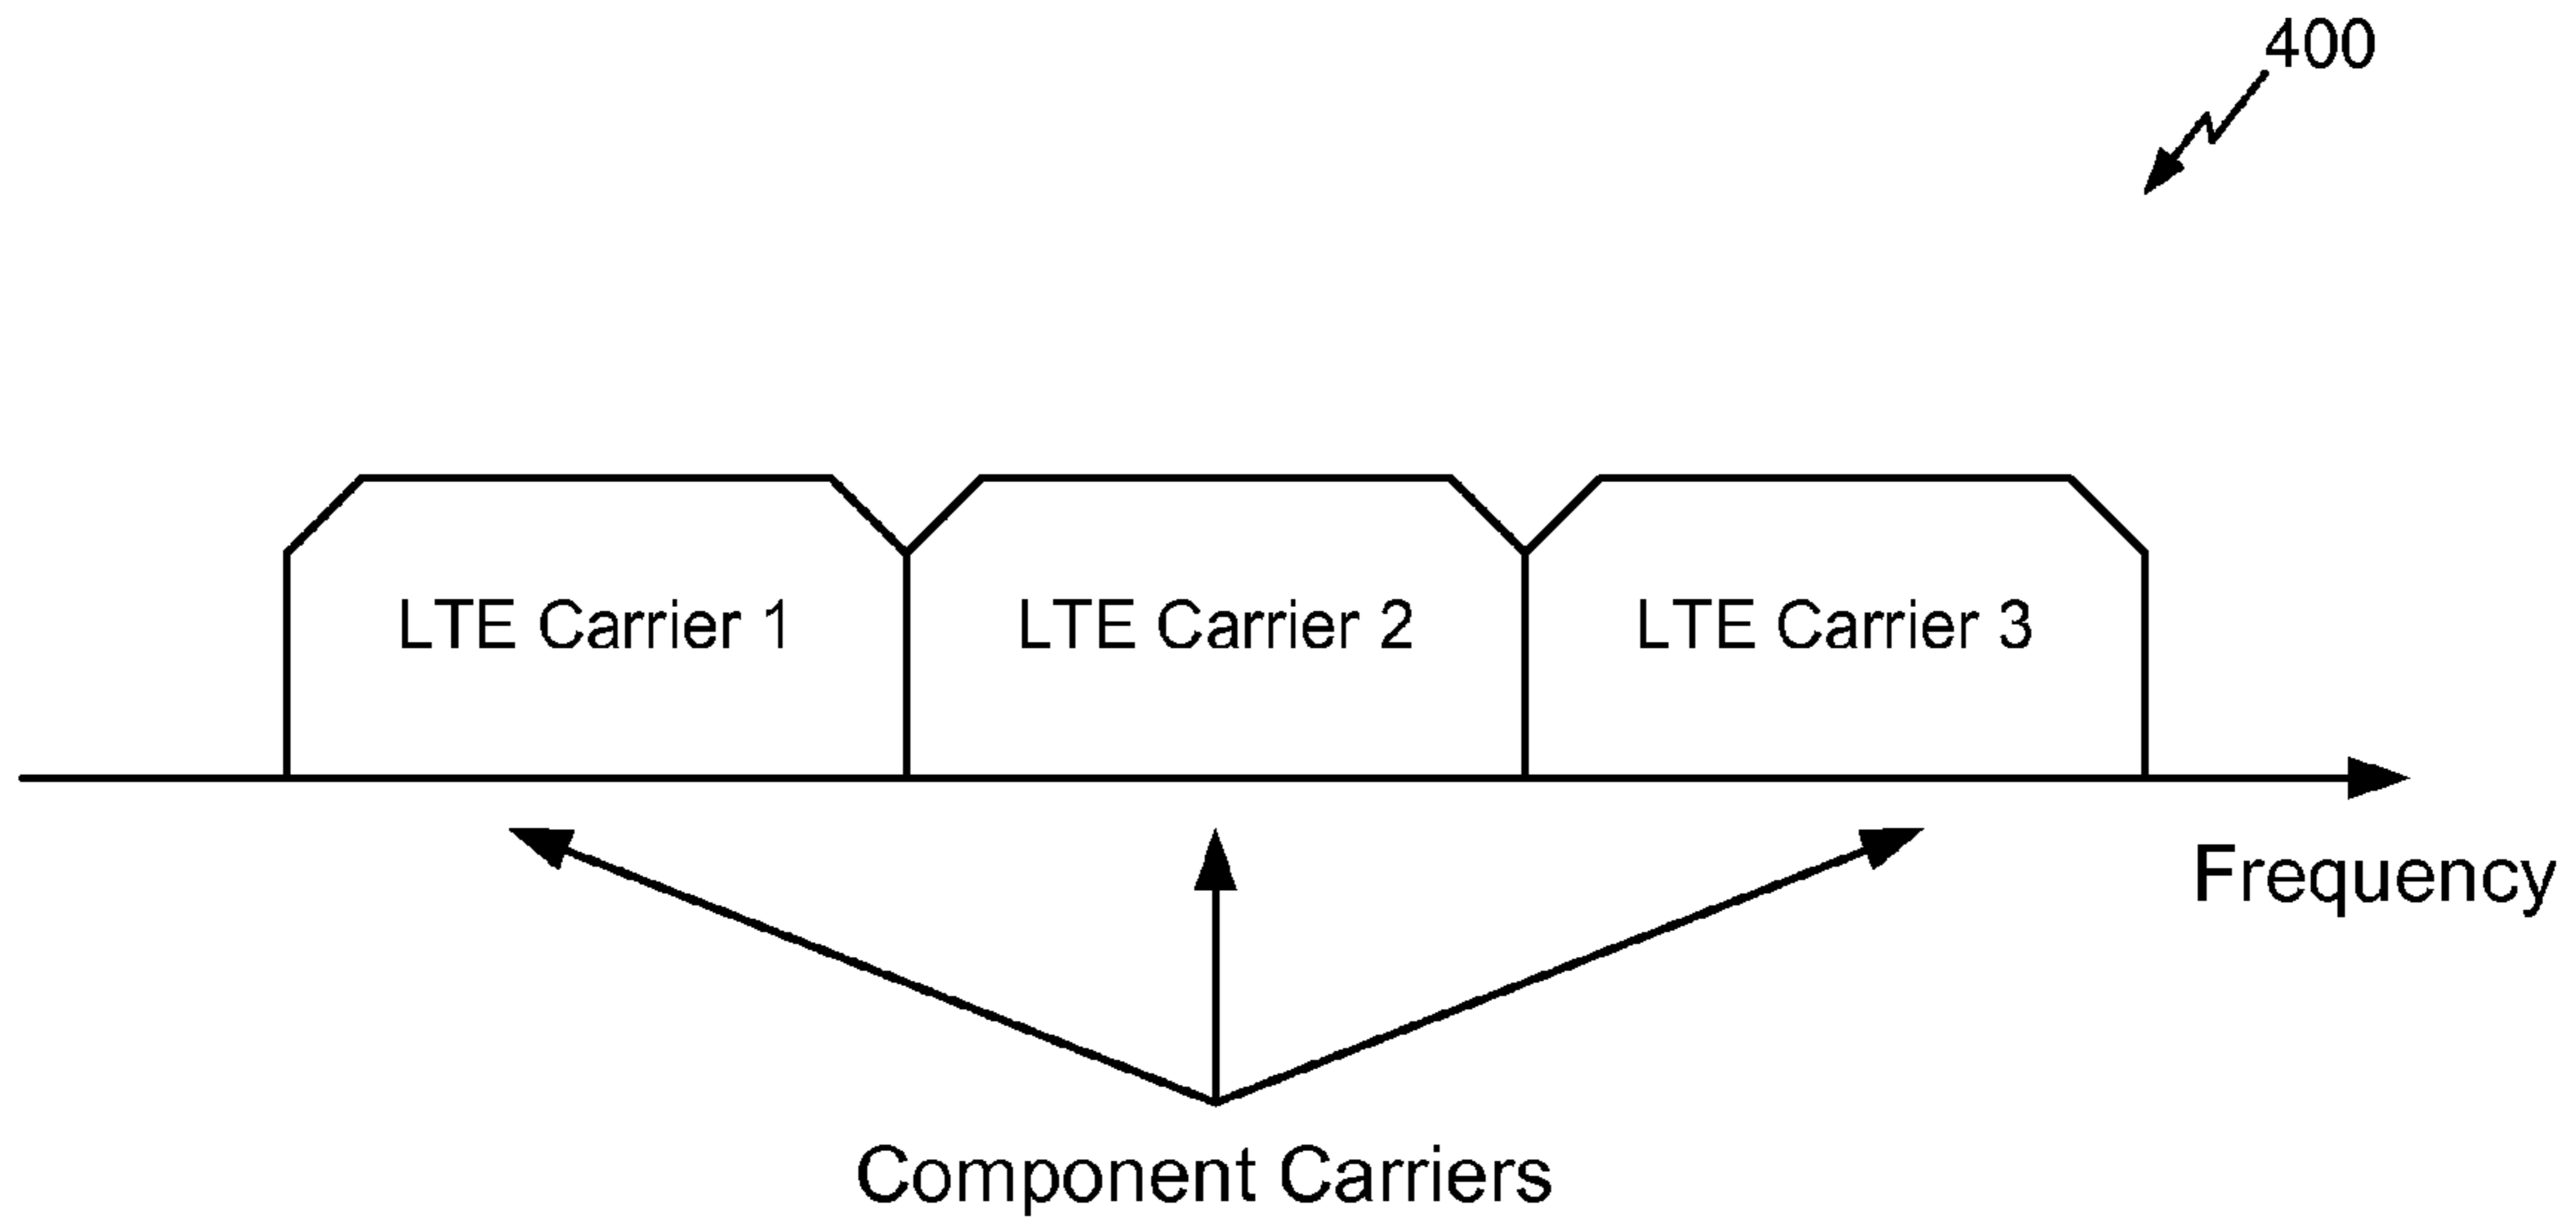 400
LTE Carrier 1
LTE Carrier 2
LTE Carrier 3
Frequency
Component Carriers